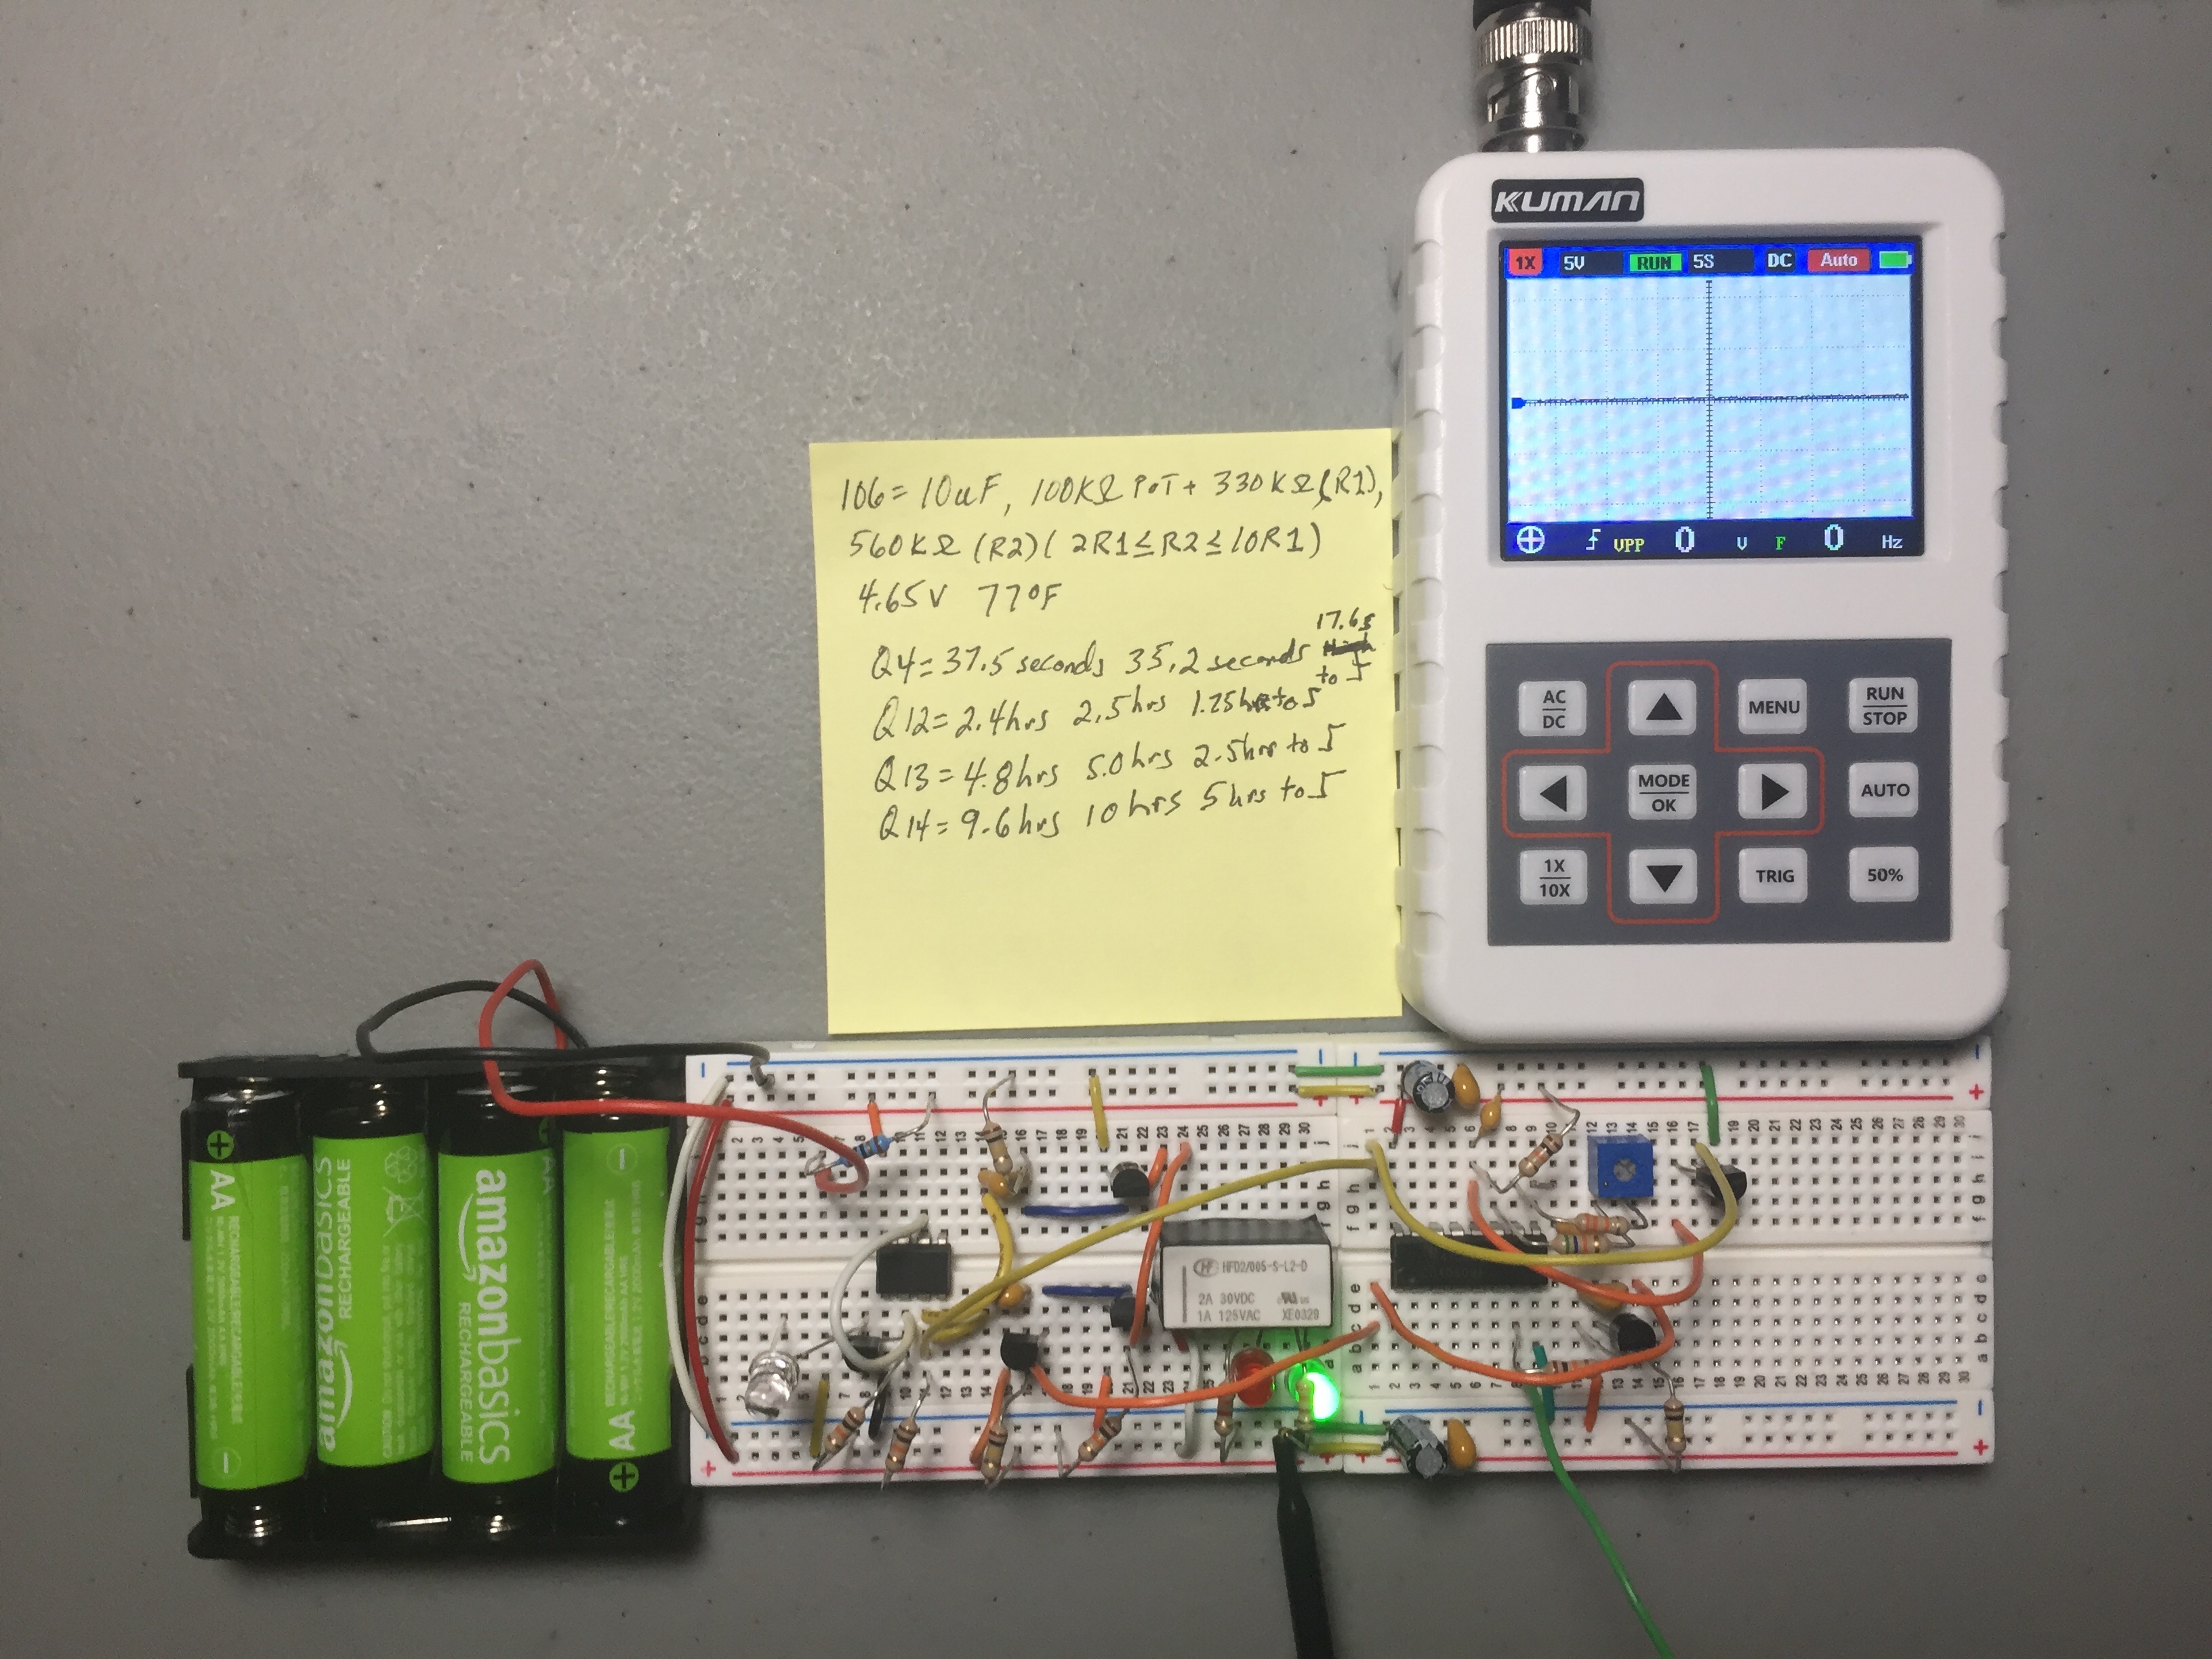 KUMAN
1X 5V RUN 5S DC Auto
VPP 0 V F 0 Hz
AC
DC
MENU
RUN
STOP
MODE
OK
AUTO
1X
10X
TRIG
50%
106 = 10uF, 100KΩ POT + 330KΩ (R1),
560KΩ (R2) ( 2R1 ≤ R2 ≤ 10R1 )
4.65V 77°F
17.6s
Q4 = 37.5 seconds 35.2 seconds to ⎍
Q12 = 2.4hrs 2.5hrs 1.25hrs to ⎍
Q13 = 4.8hrs 5.0hrs 2.5hrs to ⎍
Q14 = 9.6hrs 10hrs 5hrs to ⎍
AA
RECHARGEABLE
amazonbasics
RECHARGEABLE
amazonbasics
RECHARGEABLE
AA
HFD2/005-S-L2-D
2A 30VDC
1A 125VAC XE0329